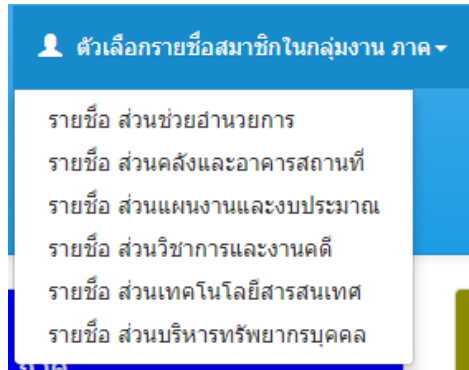 ตัวเลือกรายชื่อสมาชิกในกลุ่มงาน ภาค
รายชื่อ ส่วนช่วยอำนวยการ
รายชื่อ ส่วนคลังและอาคารสถานที่
รายชื่อ ส่วนแผนงานและงบประมาณ
รายชื่อ ส่วนวิชาการและงานคดี
รายชื่อ ส่วนเทคโนโลยีสารสนเทศ
รายชื่อ ส่วนบริหารทรัพยากรบุคคล